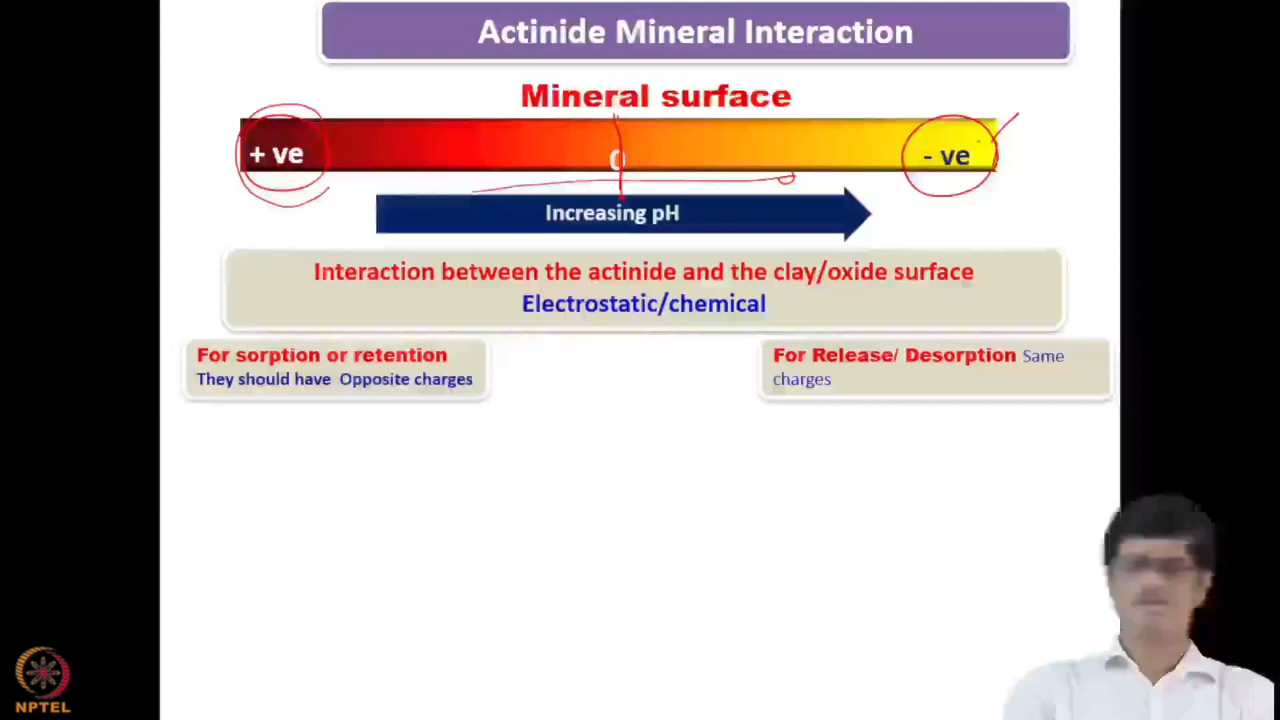 Actinide Mineral Interaction
Mineral surface
+ ve 0 - ve
Increasing pH
Interaction between the actinide and the clay/oxide surface
Electrostatic/chemical
For sorption or retention
They should have Opposite charges
For Release/ Desorption Same
charges
NPTEL